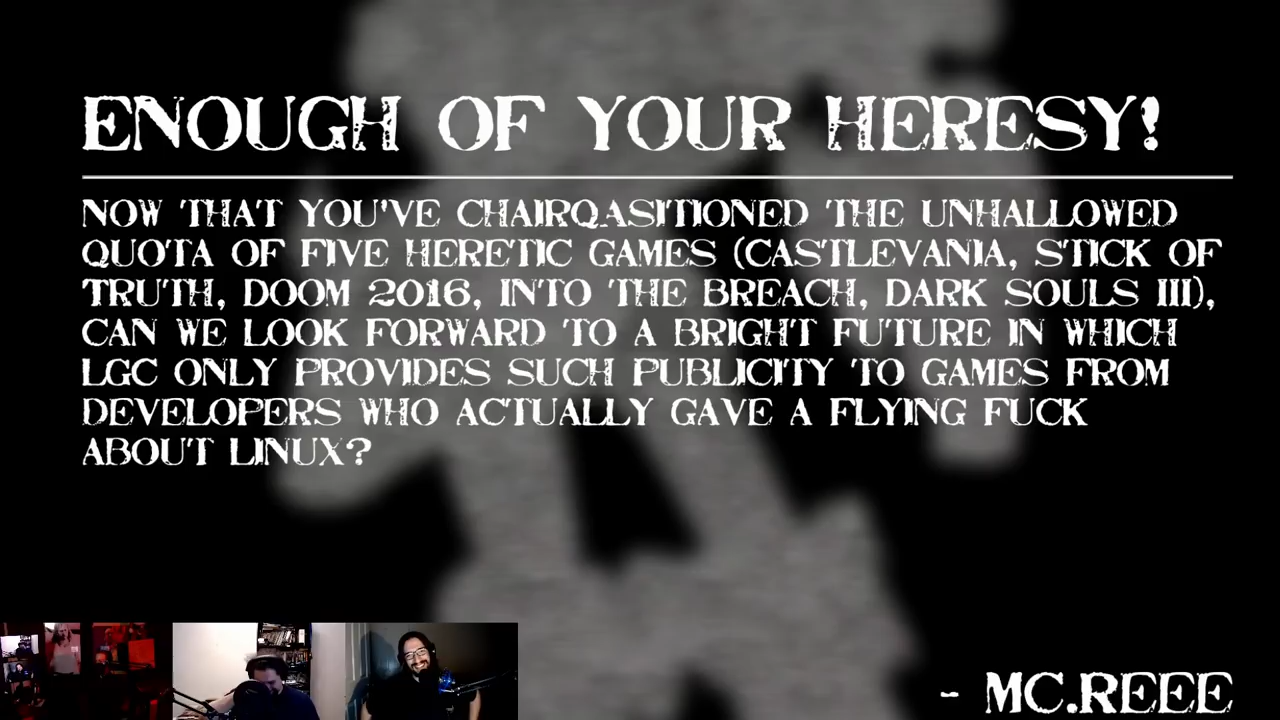 ENOUGH OF YOUR HERESY!
NOW THAT YOU'VE CHAIRQASITIONED THE UNHALLOWED
QUOTA OF FIVE HERETIC GAMES (CASTLEVANIA, STICK OF
TRUTH, DOOM 2016, INTO THE BREACH, DARK SOULS III),
CAN WE LOOK FORWARD TO A BRIGHT FUTURE IN WHICH
LGC ONLY PROVIDES SUCH PUBLICITY TO GAMES FROM
DEVELOPERS WHO ACTUALLY GAVE A FLYING FUCK
ABOUT LINUX?
- MC.REEE